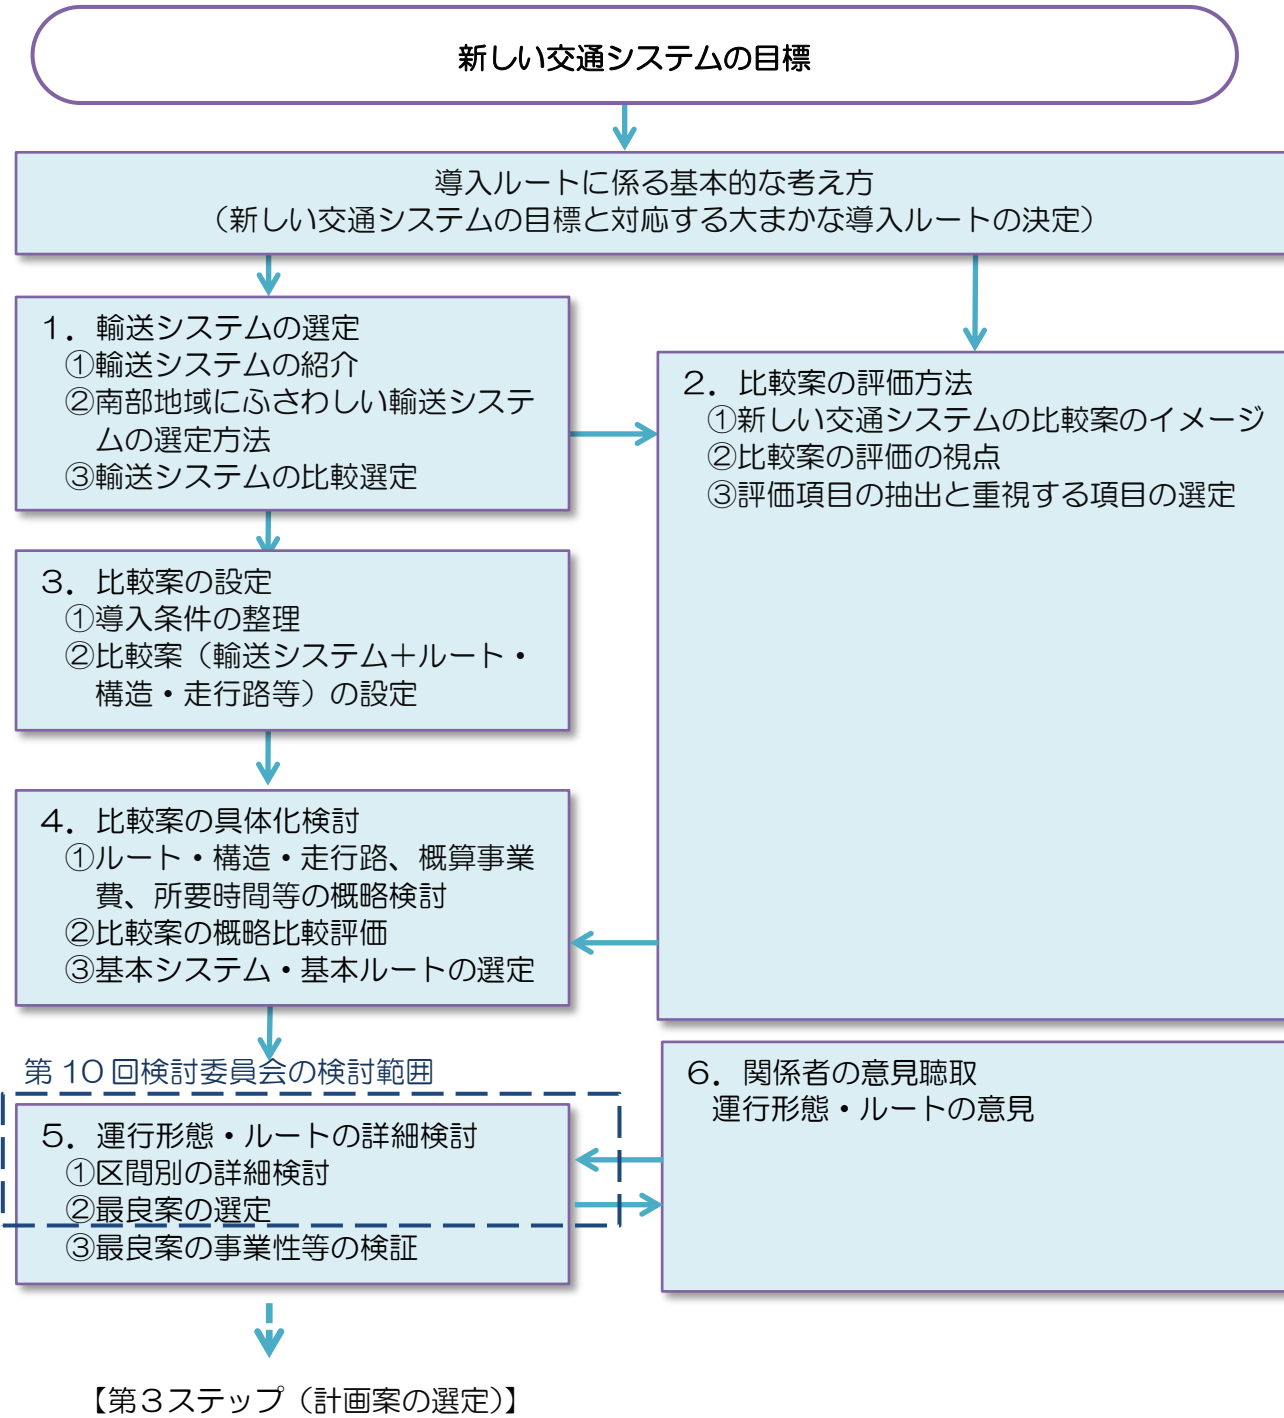 新しい交通システムの目標
導入ルートに係る基本的な考え方
（新しい交通システムの目標と対応する大まかな導入ルートの決定）
１．輸送システムの選定
①輸送システムの紹介
②南部地域にふさわしい輸送システ
ムの選定方法
③輸送システムの比較選定
２．比較案の評価方法
①新しい交通システムの比較案のイメージ
②比較案の評価の視点
③評価項目の抽出と重視する項目の選定
３．比較案の設定
①導入条件の整理
②比較案（輸送システム＋ルート・
構造・走行路等）の設定
４．比較案の具体化検討
①ルート・構造・走行路、概算事業
費、所要時間等の概略検討
②比較案の概略比較評価
③基本システム・基本ルートの選定
第 10 回検討委員会の検討範囲
５．運行形態・ルートの詳細検討
①区間別の詳細検討
②最良案の選定
③最良案の事業性等の検証
６．関係者の意見聴取
運行形態・ルートの意見
【第３ステップ（計画案の選定）】